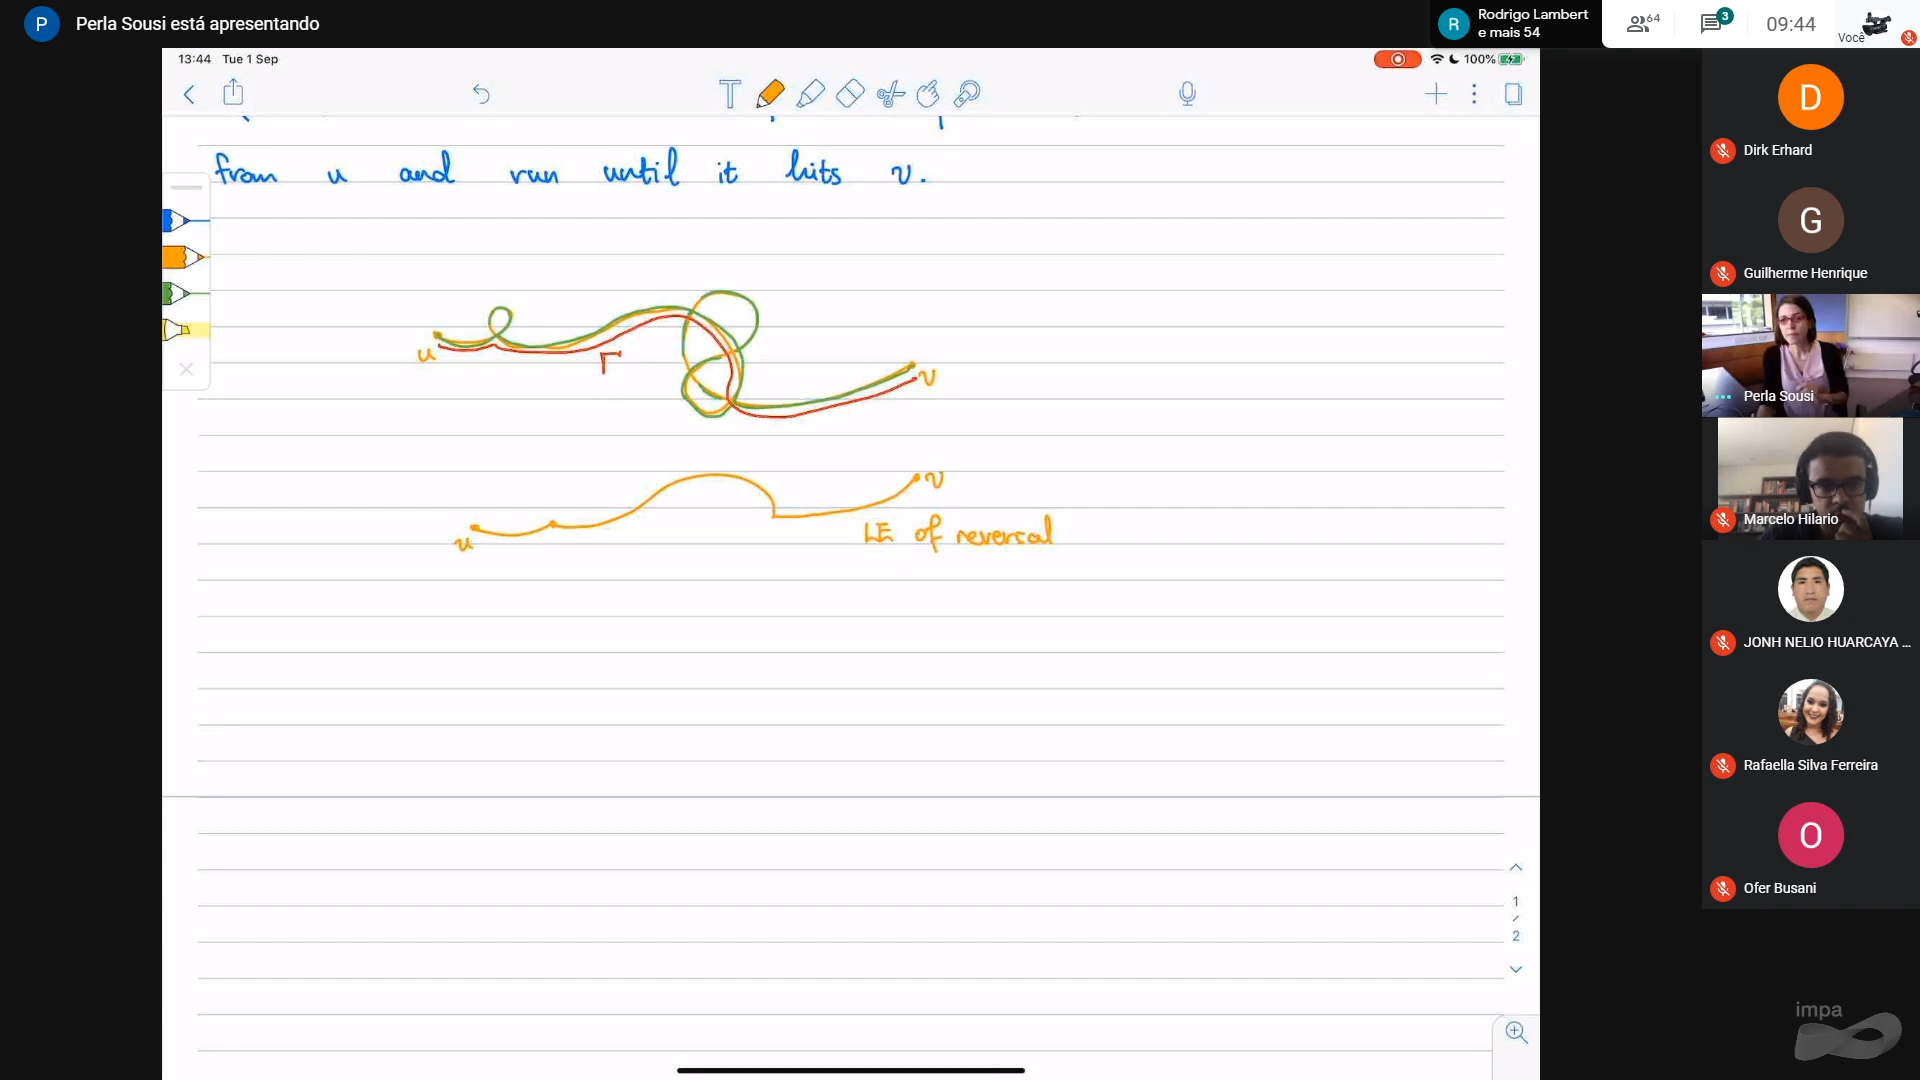 P Perla Sousi está apresentando
R Rodrigo Lambert
e mais 54
64
3
09:44
Você
13:44 Tue 1 Sep
100%
from u and run until it hits v.
u
Γ
v
v
u
LE of reversal
1
/
2
D
Dirk Erhard
G
Guilherme Henrique
Perla Sousi
Marcelo Hilario
JONH NELIO HUARCAYA ...
Rafaella Silva Ferreira
O
Ofer Busani
impa